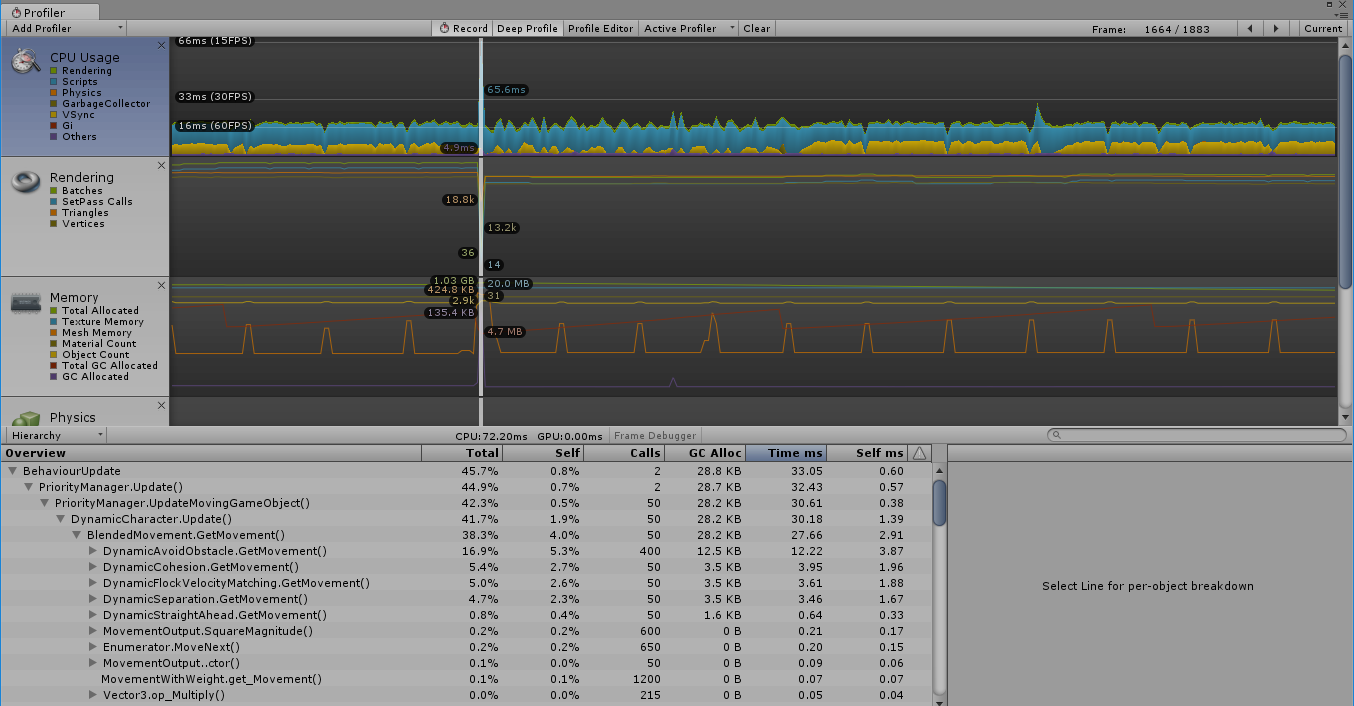 Profiler
Add Profiler Record Deep Profile Profile Editor Active Profiler Clear Frame: 1664 / 1883 Current
CPU Usage
Rendering
Scripts
Physics
GarbageCollector
VSync
Gi
Others
66ms (15FPS)
33ms (30FPS)
16ms (60FPS)
65.6ms
4.9ms
Rendering
Batches
SetPass Calls
Triangles
Vertices
18.8k
13.2k
36
14
Memory
Total Allocated
Texture Memory
Mesh Memory
Material Count
Object Count
Total GC Allocated
GC Allocated
1.03 GB
20.0 MB
424.8 KB
31
2.9k
135.4 KB
4.7 MB
Physics
Hierarchy CPU:72.20ms GPU:0.00ms Frame Debugger
Overview Total Self Calls GC Alloc Time ms Self ms
BehaviourUpdate 45.7% 0.8% 2 28.8 KB 33.05 0.60
PriorityManager.Update() 44.9% 0.7% 2 28.7 KB 32.43 0.57
PriorityManager.UpdateMovingGameObject() 42.3% 0.5% 50 28.2 KB 30.61 0.38
DynamicCharacter.Update() 41.7% 1.9% 50 28.2 KB 30.18 1.39
BlendedMovement.GetMovement() 38.3% 4.0% 50 28.2 KB 27.66 2.91
DynamicAvoidObstacle.GetMovement() 16.9% 5.3% 400 12.5 KB 12.22 3.87
DynamicCohesion.GetMovement() 5.4% 2.7% 50 3.5 KB 3.95 1.96
DynamicFlockVelocityMatching.GetMovement() 5.0% 2.6% 50 3.5 KB 3.61 1.88
DynamicSeparation.GetMovement() 4.7% 2.3% 50 3.5 KB 3.46 1.67
DynamicStraightAhead.GetMovement() 0.8% 0.4% 50 1.6 KB 0.64 0.33
MovementOutput.SquareMagnitude() 0.2% 0.2% 600 0 B 0.21 0.17
Enumerator.MoveNext() 0.2% 0.2% 650 0 B 0.20 0.15
MovementOutput..ctor() 0.1% 0.0% 50 0 B 0.09 0.06
MovementWithWeight.get_Movement() 0.1% 0.1% 1200 0 B 0.07 0.07
Vector3.op_Multiply() 0.0% 0.0% 215 0 B 0.05 0.04
Select Line for per-object breakdown